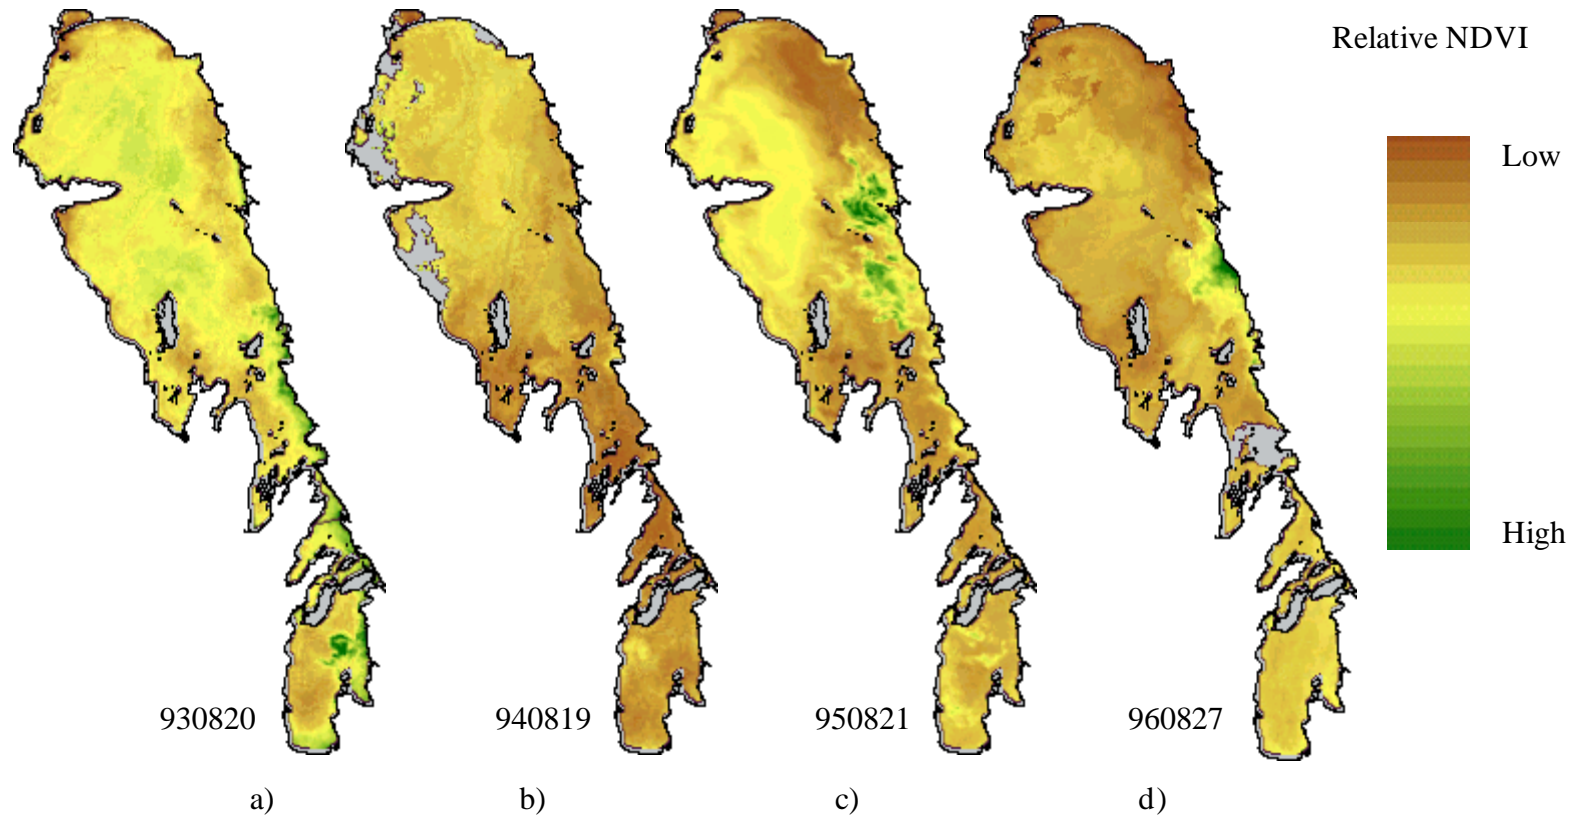 Relative NDVI
Low
High
930820
940819
950821
960827
a)
b)
c)
d)